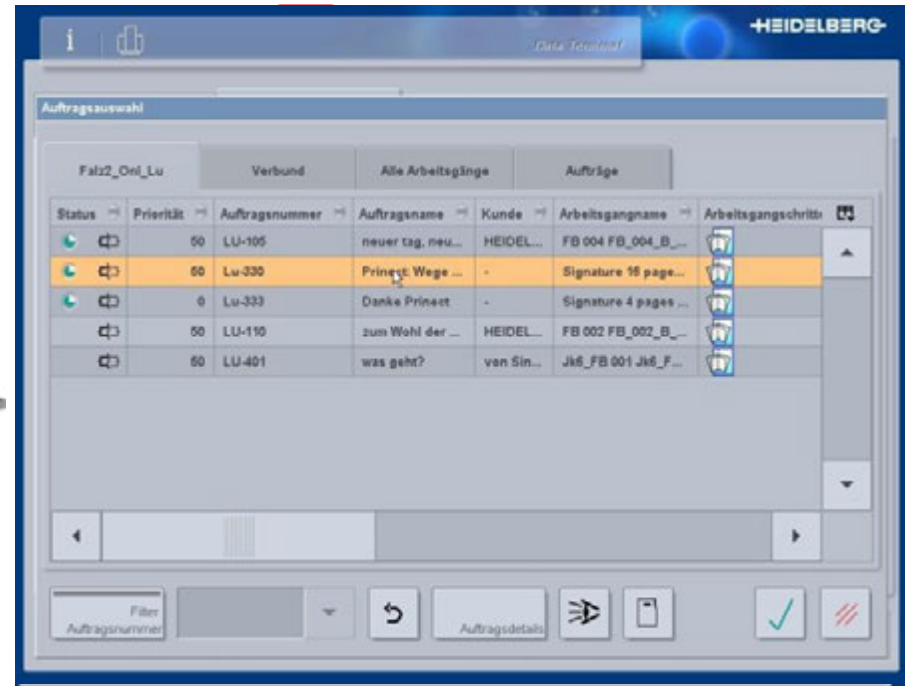 HEIDELBERG
i
Data Terminal
Auftragsauswahl
Falz2_Onl_Lu Verbund Alle Arbeitsgänge Aufträge
Status Priorität Auftragsnummer Auftragsname Kunde Arbeitsgangname Arbeitsgangschritte
50 LU-105 neuer tag, neu... HEIDEL... FB 004 FB_004_B_...
50 Lu-330 Prinect: Wege ... - Signature 16 page...
0 Lu-333 Danke Prinect - Signature 4 pages ...
50 LU-110 zum Wohl der ... HEIDEL... FB 002 FB_002_B_...
50 LU-401 was geht? von Sin... Jk6_FB 001 Jk6_F...
Filter
Auftragsnummer
Auftragsdetails